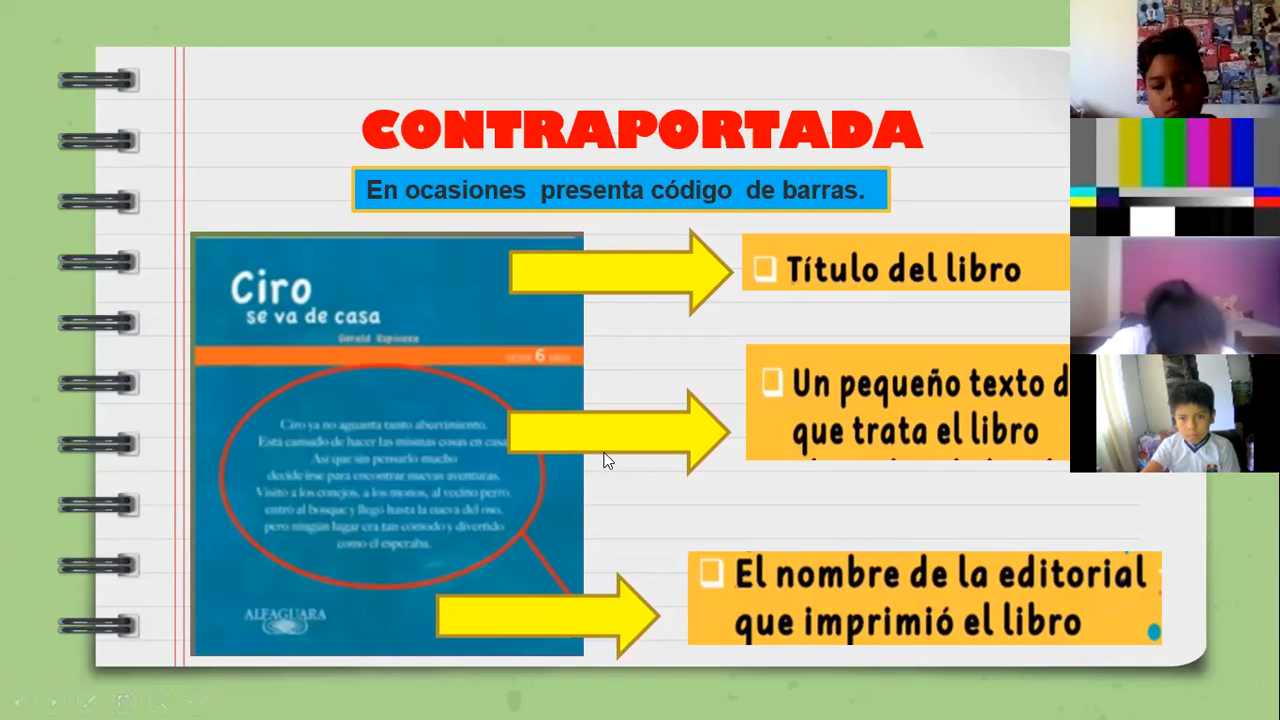 CONTRAPORTADA
En ocasiones presenta código de barras.
Ciro
se va de casa
Gerald Espinoza
6 años
Ciro ya no aguanta tanto aburrimiento.
Está cansado de hacer las mismas cosas en casa
Así que sin pensarlo mucho
decide irse para encontrar nuevas aventuras.
Visitó a los conejos, a los monos, al vecino perro,
entró al bosque y llegó hasta la cueva del oso,
pero ningún lugar era tan cómodo y divertido
como él esperaba.
ALFAGUARA
Título del libro
Un pequeño texto d
que trata el libro
El nombre de la editorial
que imprimió el libro